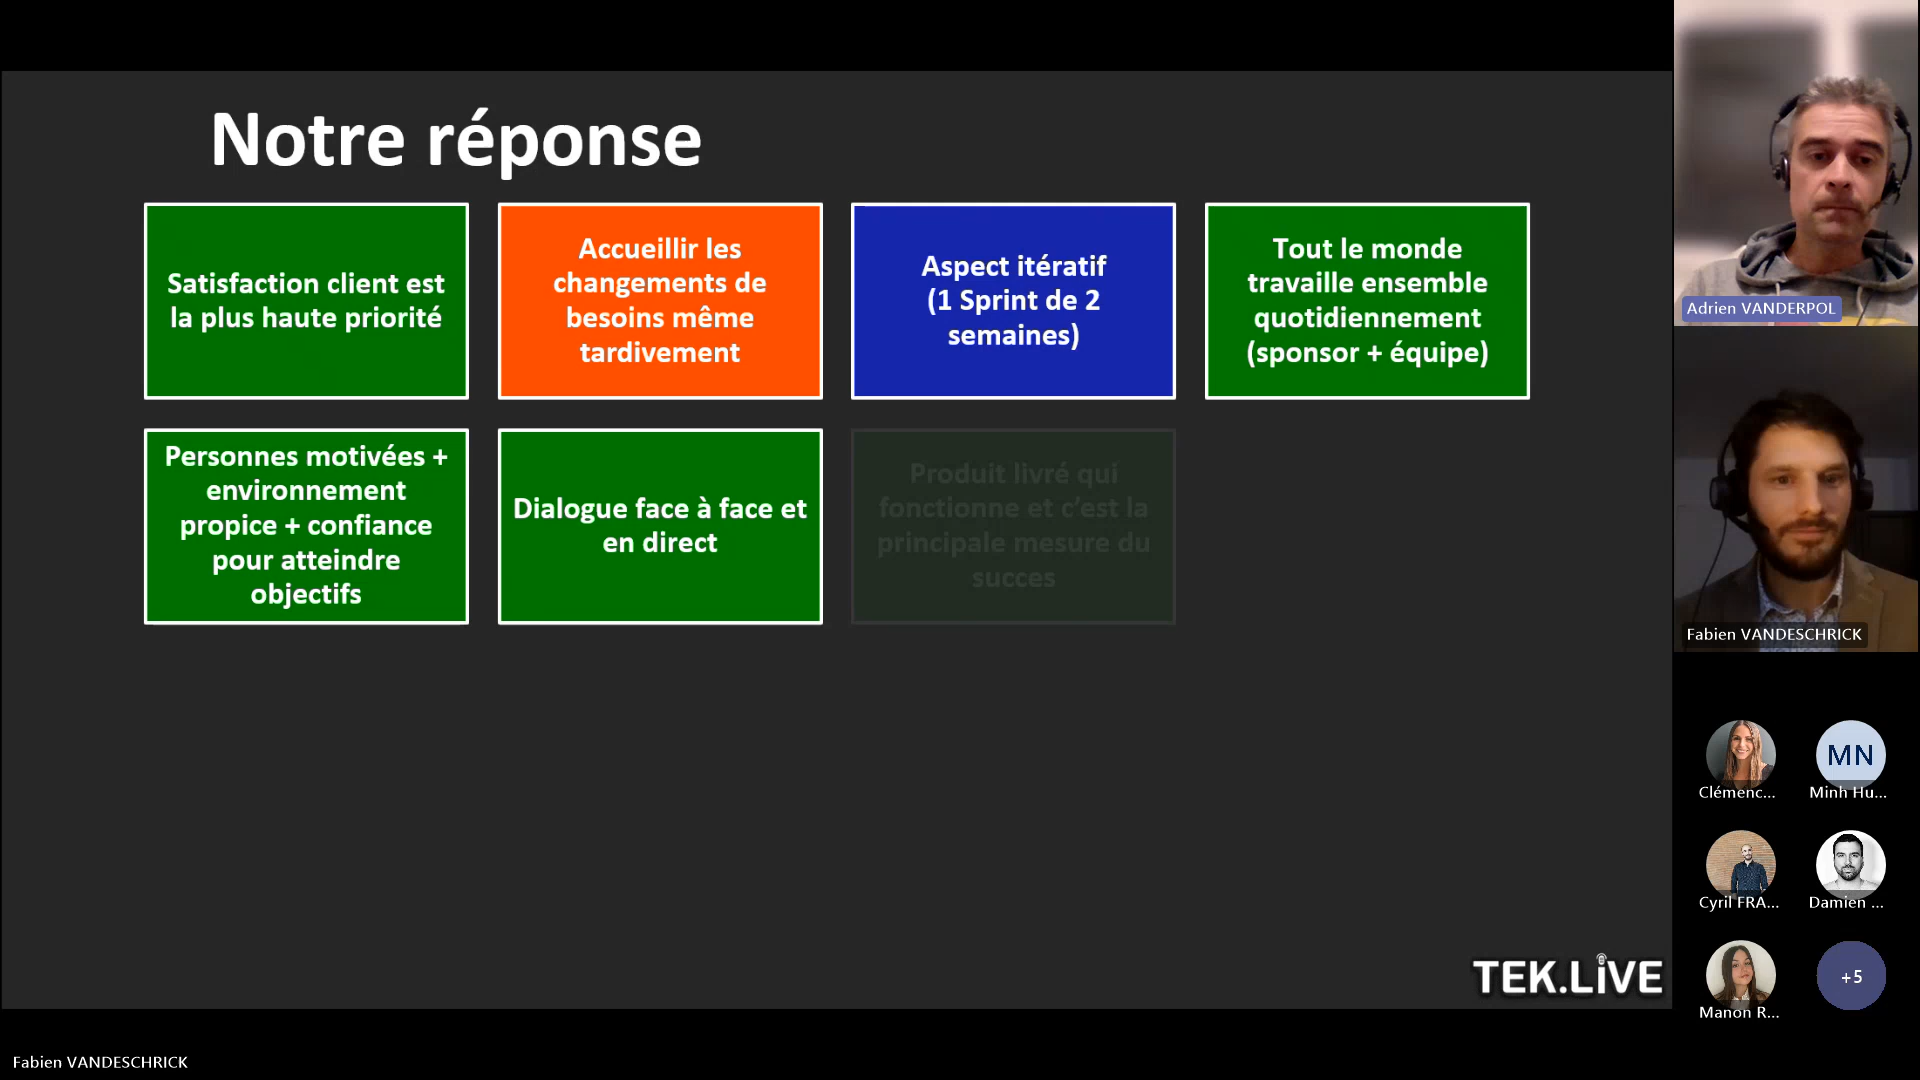 Notre réponse
Satisfaction client est
la plus haute priorité
Accueillir les
changements de
besoins même
tardivement
Aspect itératif
(1 Sprint de 2
semaines)
Tout le monde
travaille ensemble
quotidiennement
(sponsor + équipe)
Personnes motivées +
environnement
propice + confiance
pour atteindre
objectifs
Dialogue face à face et
en direct
Produit livré qui
fonctionne et c’est la
principale mesure du
succes
TEK.LiVE
Adrien VANDERPOL
Fabien VANDESCHRICK
Clémenc...
MN
Minh Hu...
Cyril FRA...
Damien ...
Manon R...
+5
Fabien VANDESCHRICK